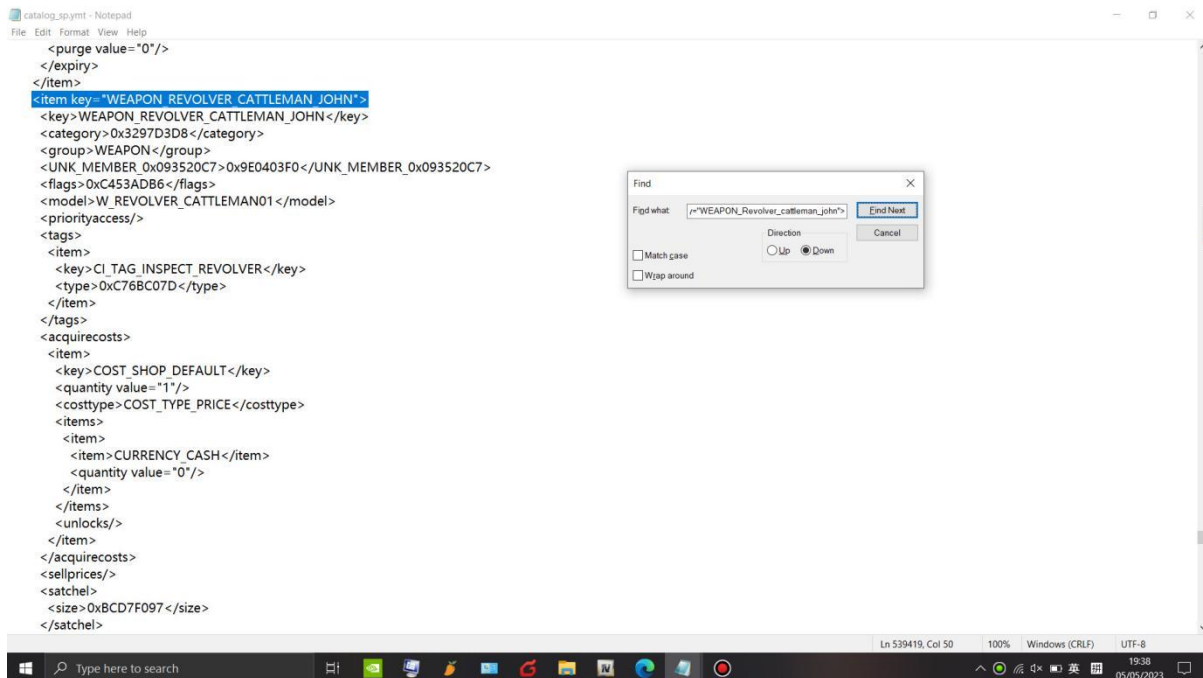 catalog_sp.ymt - Notepad
File Edit Format View Help
<purge value="0"/>
</expiry>
</item>
<item key="WEAPON_REVOLVER_CATTLEMAN_JOHN">
<key>WEAPON_REVOLVER_CATTLEMAN_JOHN</key>
<category>0x3297D3D8</category>
<group>WEAPON</group>
<UNK_MEMBER_0x093520C7>0x9E0403F0</UNK_MEMBER_0x093520C7>
<flags>0xC453ADB6</flags>
<model>W_REVOLVER_CATTLEMAN01</model>
<priorityaccess/>
<tags>
<item>
<key>CI_TAG_INSPECT_REVOLVER</key>
<type>0xC76BC07D</type>
</item>
</tags>
<acquirecosts>
<item>
<key>COST_SHOP_DEFAULT</key>
<quantity value="1"/>
<costtype>COST_TYPE_PRICE</costtype>
<items>
<item>
<item>CURRENCY_CASH</item>
<quantity value="0"/>
</item>
</items>
<unlocks/>
</item>
</acquirecosts>
<sellprices/>
<satchel>
<size>0xBCD7F097</size>
</satchel>
Find
Find what: y="WEAPON_Revolver_cattleman_john"> Find Next
Direction Cancel
Up Down
Match case
Wrap around
Ln 539419, Col 50 100% Windows (CRLF) UTF-8
Type here to search IV 英 拼 19:38
05/05/2023